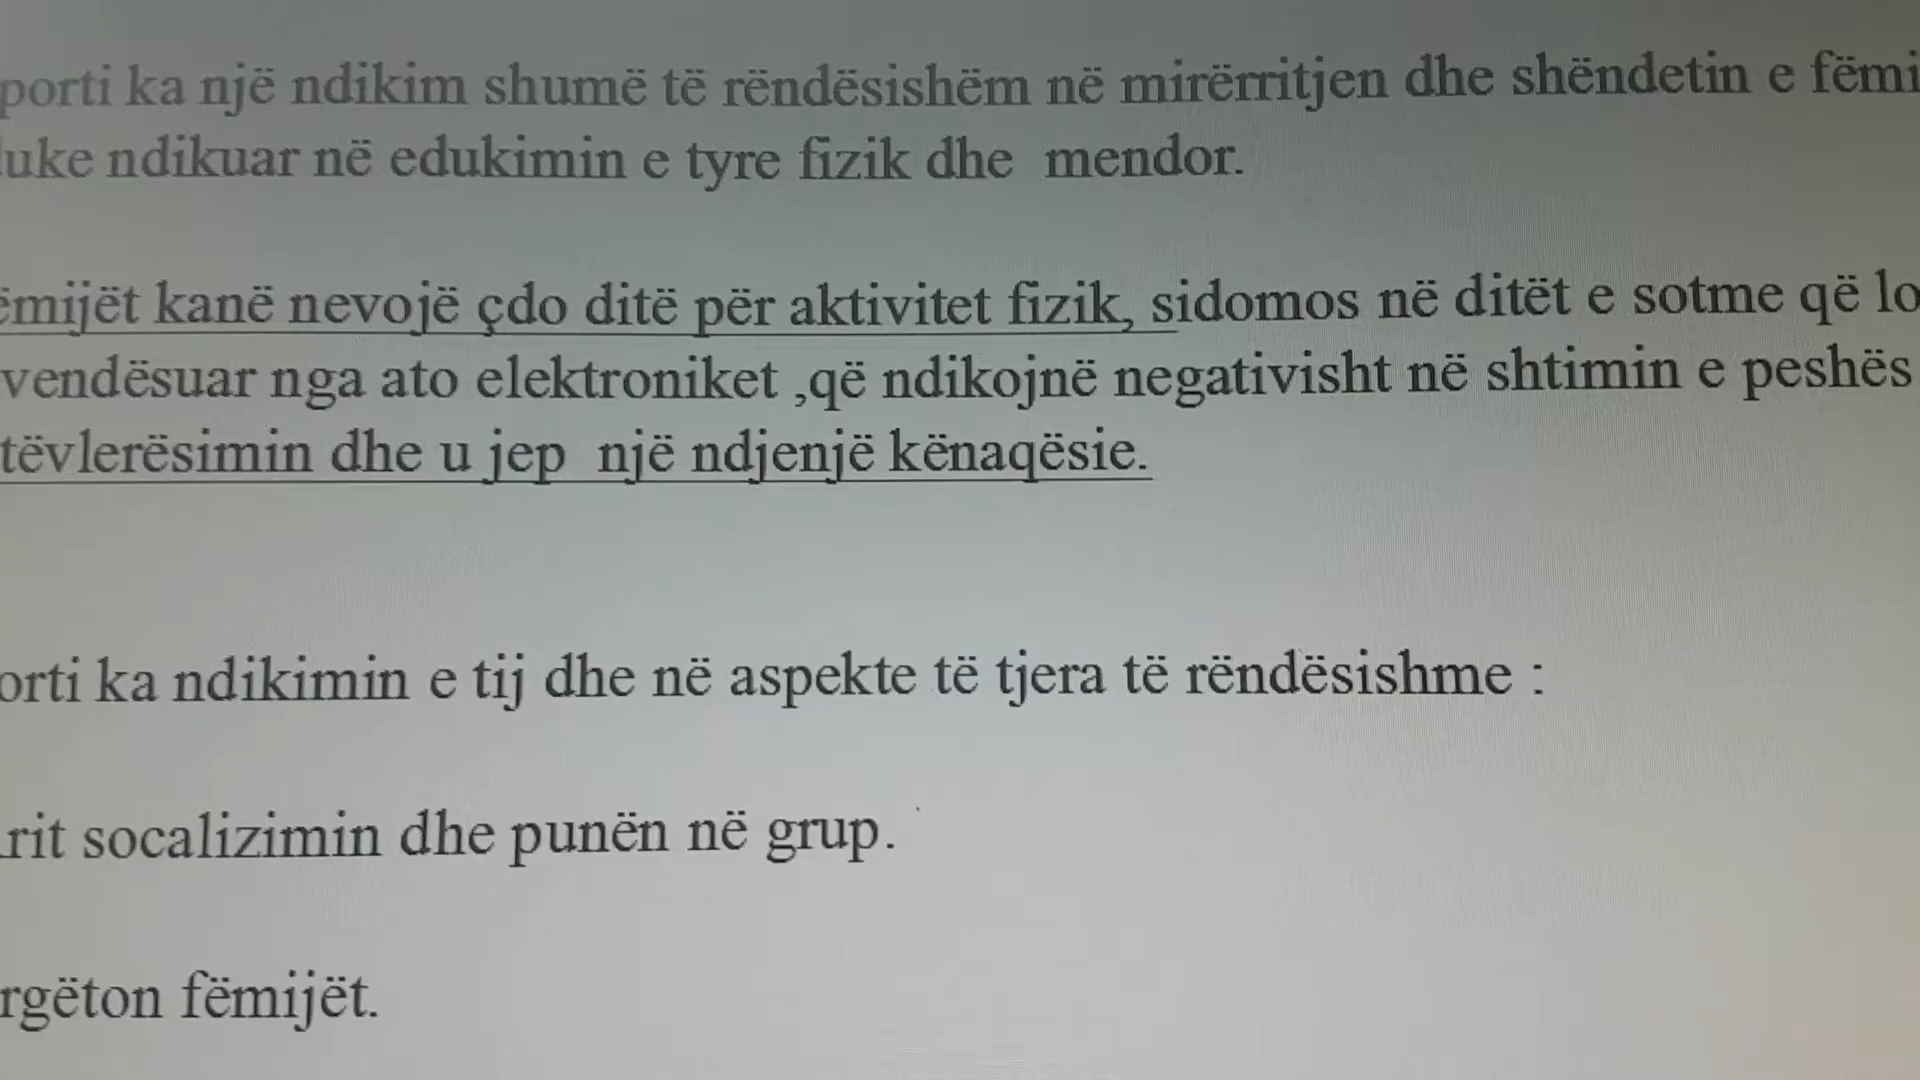 porti ka një ndikim shumë të rëndësishëm në mirërritjen dhe shëndetin e fëmi
uke ndikuar në edukimin e tyre fizik dhe mendor.
ëmijët kanë nevojë çdo ditë për aktivitet fizik, sidomos në ditët e sotme që lo
vendësuar nga ato elektroniket ,që ndikojnë negativisht në shtimin e peshës
tëvlerësimin dhe u jep një ndjenjë kënaqësie.
orti ka ndikimin e tij dhe në aspekte të tjera të rëndësishme :
rit socalizimin dhe punën në grup.
rgëton fëmijët.